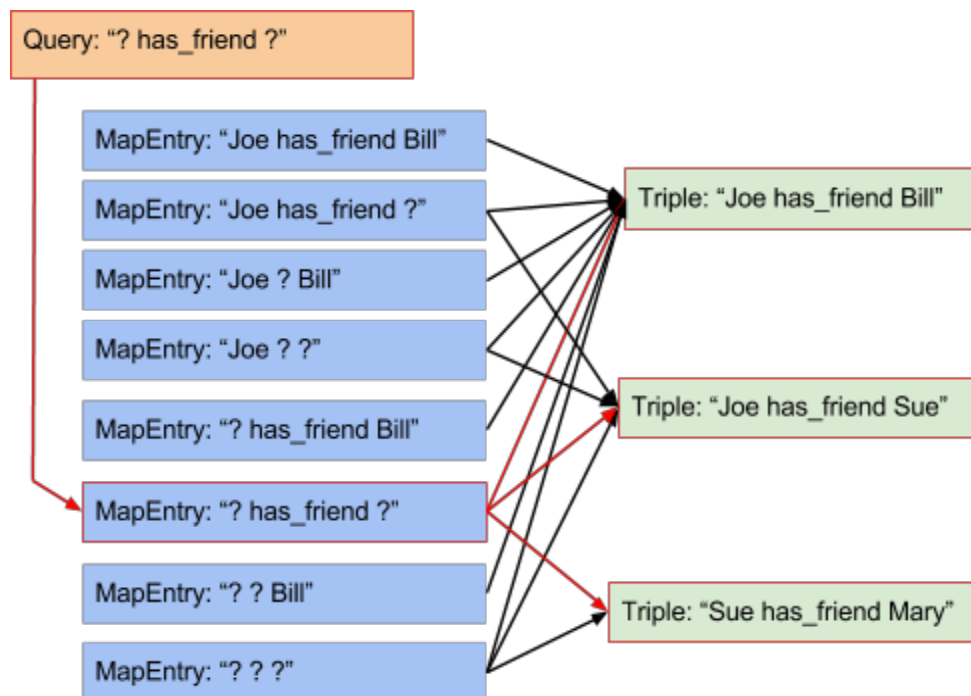 Query: “? has_friend ?”
MapEntry: “Joe has_friend Bill”
MapEntry: “Joe has_friend ?”
MapEntry: “Joe ? Bill”
MapEntry: “Joe ? ?”
MapEntry: “? has_friend Bill”
MapEntry: “? has_friend ?”
MapEntry: “? ? Bill”
MapEntry: “? ? ?”
Triple: “Joe has_friend Bill”
Triple: “Joe has_friend Sue”
Triple: “Sue has_friend Mary”